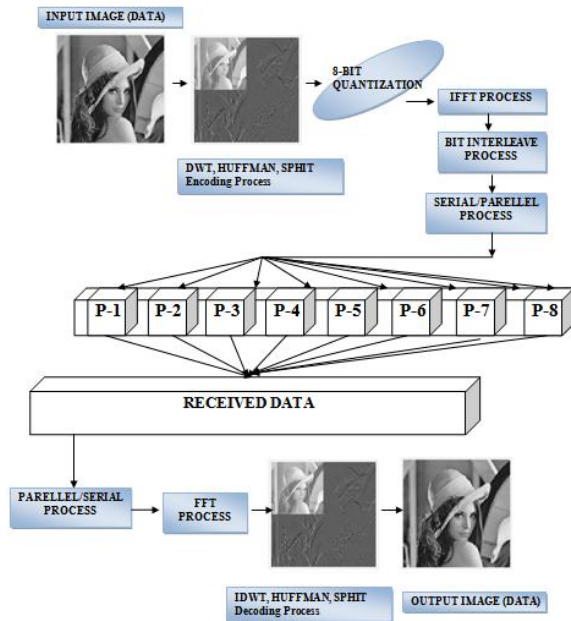 INPUT IMAGE (DATA)
8-BIT
QUANTIZATION
IFFT PROCESS
BIT INTERLEAVE
PROCESS
DWT, HUFFMAN, SPHIT
Encoding Process
SERIAL/PARELLEL
PROCESS
P-1 P-2 P-3 P-4 P-5 P-6 P-7 P-8
RECEIVED DATA
PARELLEL/SERIAL
PROCESS
FFT
PROCESS
IDWT, HUFFMAN, SPHIT
Decoding Process
OUTPUT IMAGE (DATA)